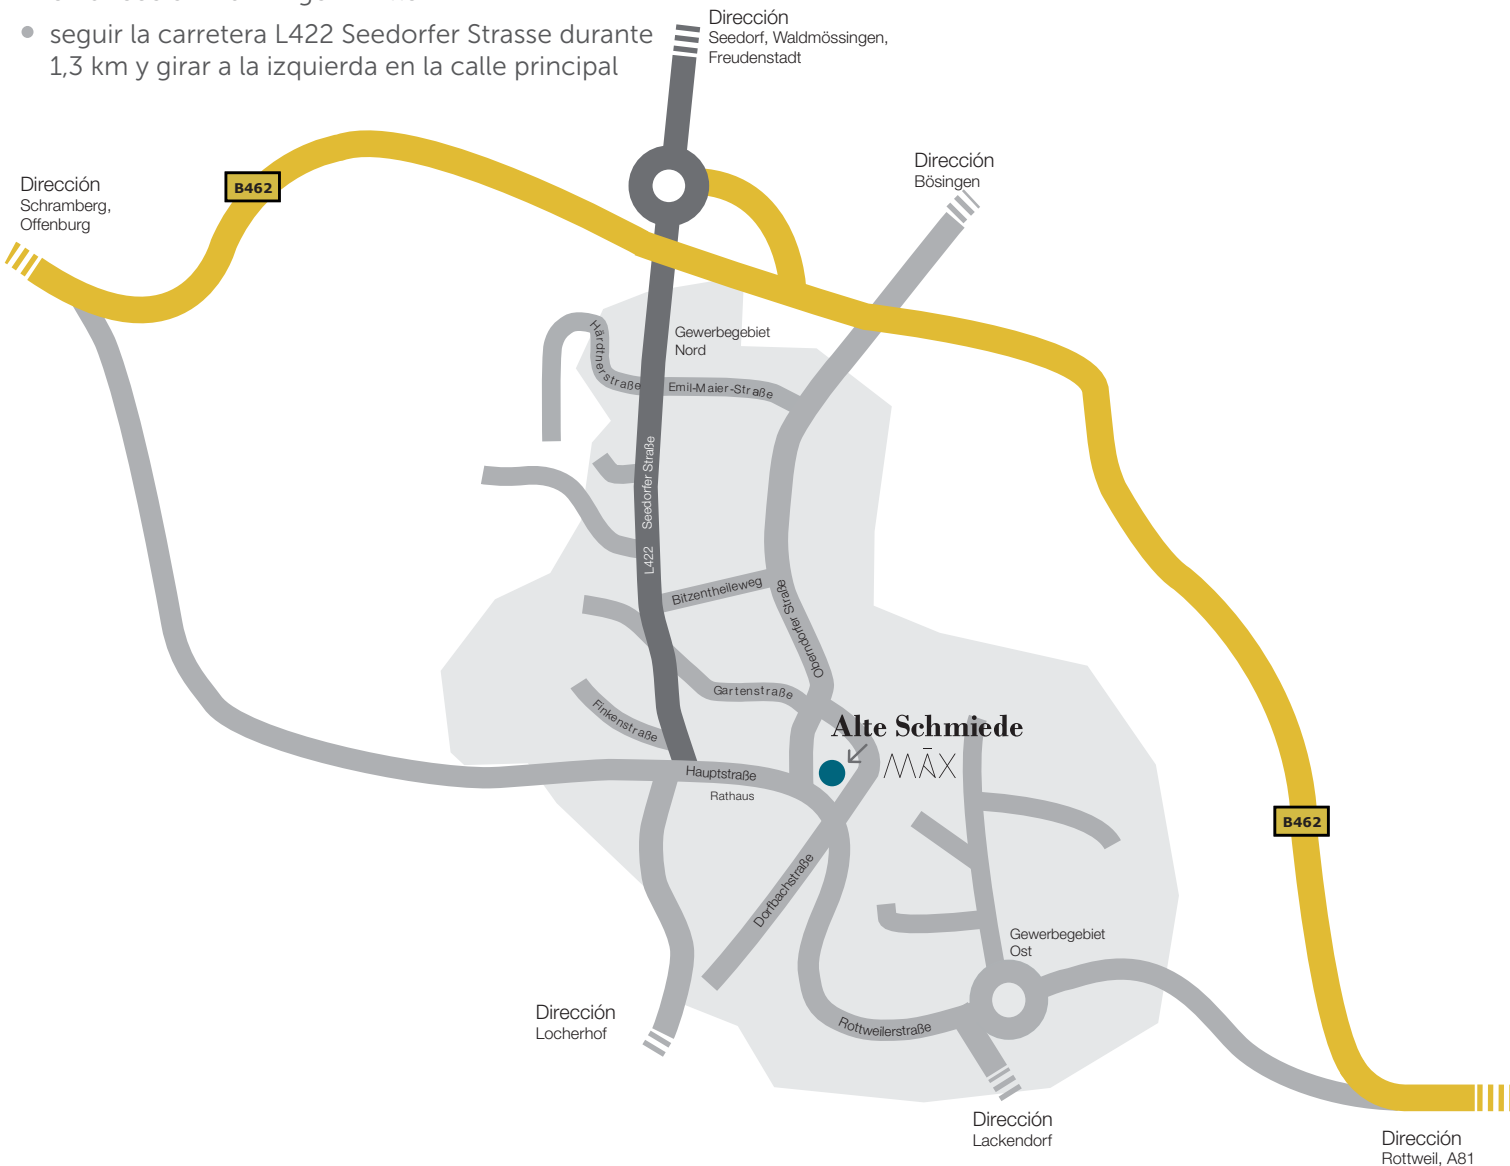 seguir la carretera L422 Seedorfer Strasse durante
1,3 km y girar a la izquierda en la calle principal
Dirección
Seedorf, Waldmössingen,
Freudenstadt
Dirección
Bösingen
Dirección
Schramberg,
Offenburg
B462
Gewerbegebiet
Nord
Härdtnerstraße
Emil-Maier-Straße
L422 Seedorfer Straße
Bitzentheileweg
Oberndorfer Straße
Gartenstraße
Finkenstraße
Alte Schmiede
MĀX
Hauptstraße
Rathaus
B462
Dorfbachstraße
Gewerbegebiet
Ost
Rottweilerstraße
Dirección
Locherhof
Dirección
Lackendorf
Dirección
Rottweil, A81